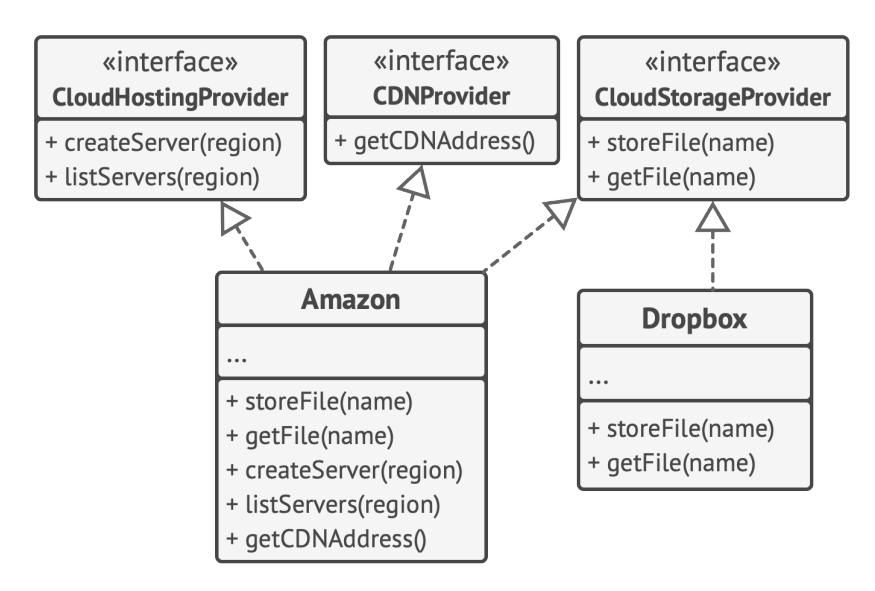 «interface»
CloudHostingProvider
+ createServer(region)
+ listServers(region)
«interface»
CDNProvider
+ getCDNAddress()
«interface»
CloudStorageProvider
+ storeFile(name)
+ getFile(name)
Amazon
...
+ storeFile(name)
+ getFile(name)
+ createServer(region)
+ listServers(region)
+ getCDNAddress()
Dropbox
...
+ storeFile(name)
+ getFile(name)